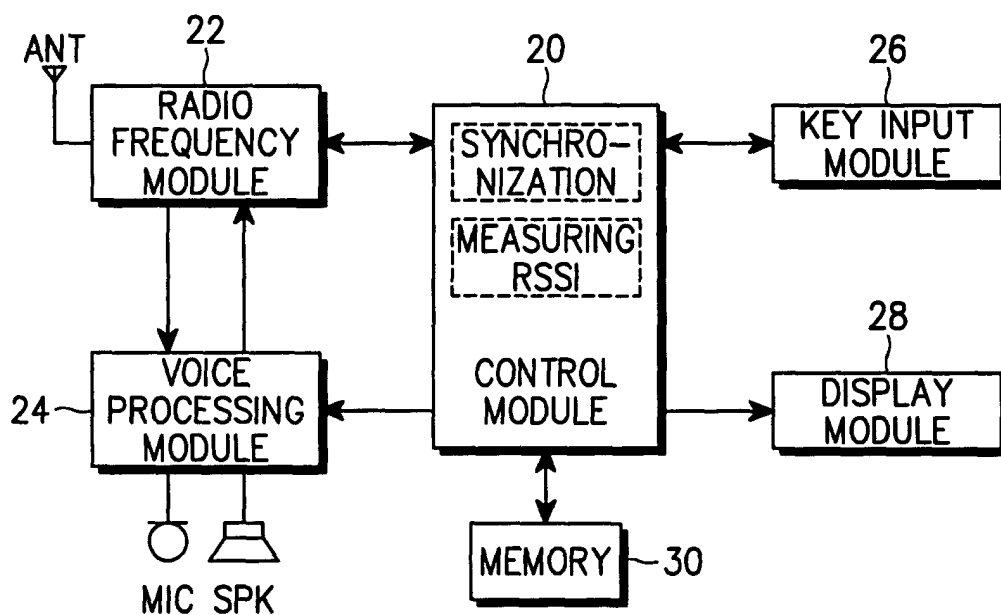 ANT
22
RADIO
FREQUENCY
MODULE
20
SYNCHRO-
NIZATION
MEASURING
RSSI
CONTROL
MODULE
26
KEY INPUT
MODULE
24
VOICE
PROCESSING
MODULE
28
DISPLAY
MODULE
MIC SPK
MEMORY
30